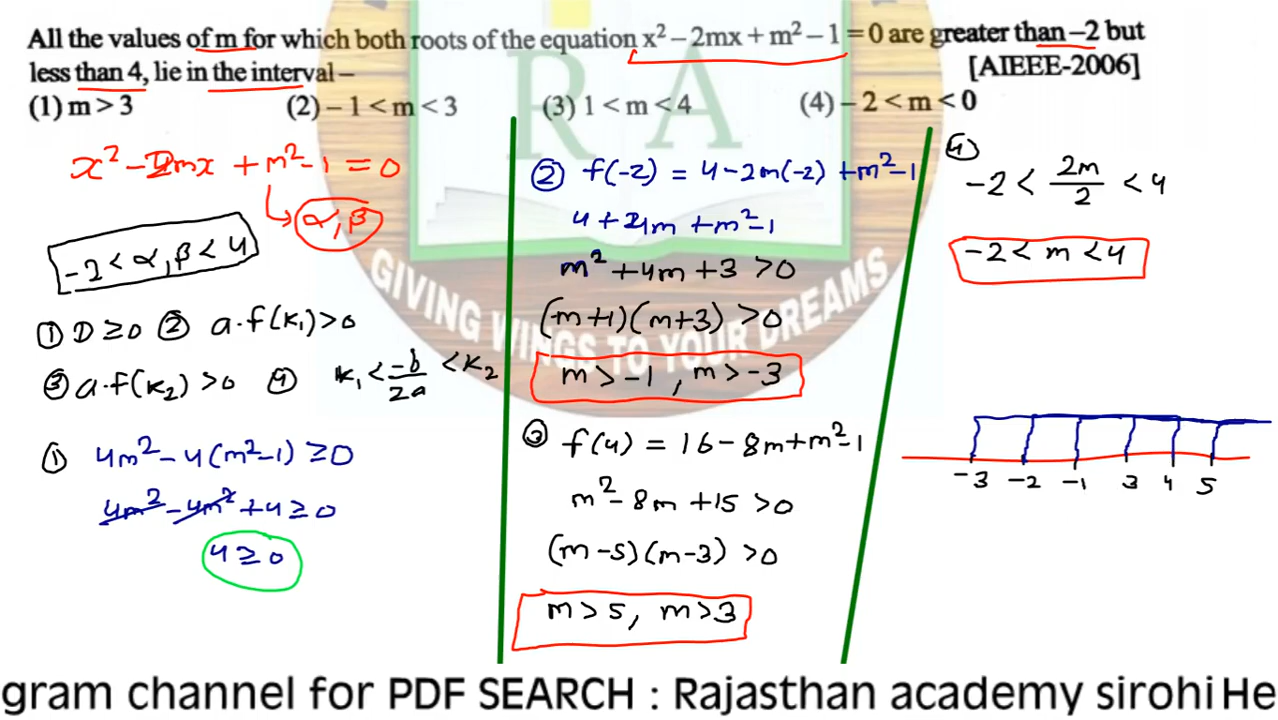 All the values of m for which both roots of the equation x² – 2mx + m² – 1 = 0 are greater than –2 but
less than 4, lie in the interval – [AIEEE-2006]
(1) m > 3 (2) – 1 < m < 3 (3) 1 < m < 4 (4) – 2 < m < 0
x² - 2mx + m² - 1 = 0
α, β
-2 < α, β < 4
① D ≥ 0 ② a·f(k₁) > 0
③ a·f(k₂) > 0 ④ k₁ < -b/2a < k₂
① 4m² - 4(m² - 1) ≥ 0
4m² - 4m² + 4 ≥ 0
4 ≥ 0
② f(-2) = 4 - 2m(-2) + m² - 1
4 + 4m + m² - 1
m² + 4m + 3 > 0
(m + 1)(m + 3) > 0
m > -1, m > -3
③ f(4) = 16 - 8m + m² - 1
m² - 8m + 15 > 0
(m - 5)(m - 3) > 0
m > 5, m > 3
④
-2 < 2m/2 < 4
-2 < m < 4
-3 -2 -1 3 4 5
R A
GIVING WINGS TO YOUR DREAMS
gram channel for PDF SEARCH : Rajasthan academy sirohi He